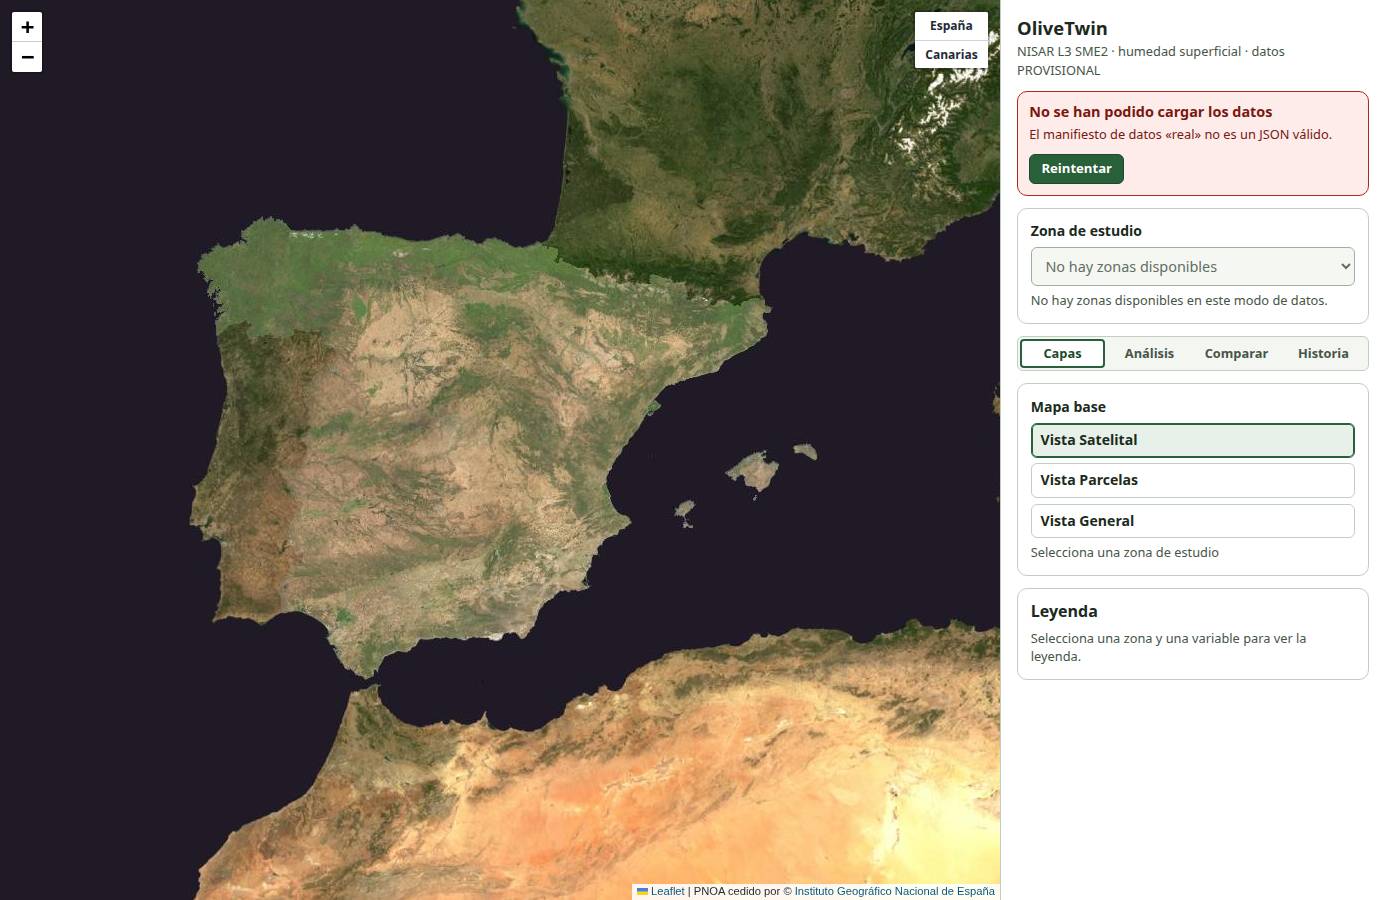 +
−
España
Canarias
OliveTwin
NISAR L3 SME2 · humedad superficial · datos
PROVISIONAL
No se han podido cargar los datos
El manifiesto de datos «real» no es un JSON válido.
Reintentar
Zona de estudio
No hay zonas disponibles
No hay zonas disponibles en este modo de datos.
Capas Análisis Comparar Historia
Mapa base
Vista Satelital
Vista Parcelas
Vista General
Selecciona una zona de estudio
Leyenda
Selecciona una zona y una variable para ver la
leyenda.
Leaflet | PNOA cedido por © Instituto Geográfico Nacional de España